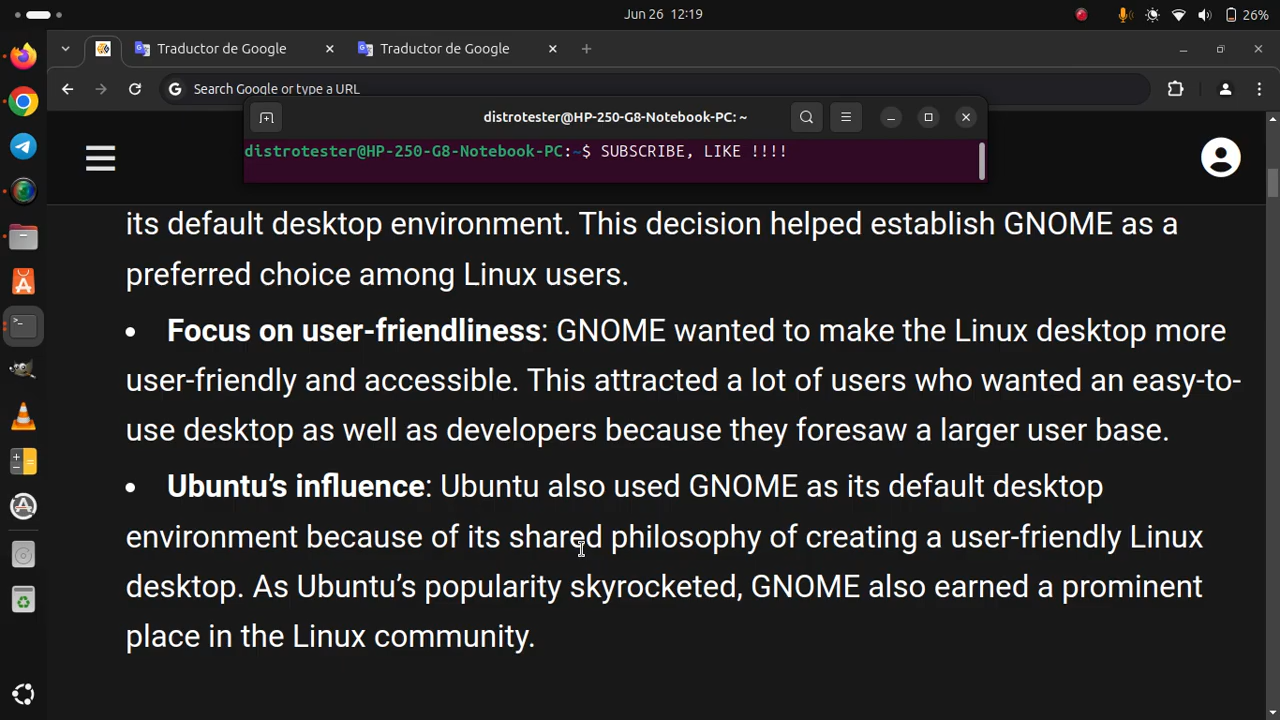 Jun 26 12:19
26%
Traducteur de Google
Traductor de Google
Search Google or type a URL
distrotester@HP-250-G8-Notebook-PC: ~
distrotester@HP-250-G8-Notebook-PC:~$ SUBSCRIBE, LIKE !!!!
its default desktop environment. This decision helped establish GNOME as a
preferred choice among Linux users.
• Focus on user-friendliness: GNOME wanted to make the Linux desktop more
user-friendly and accessible. This attracted a lot of users who wanted an easy-to-
use desktop as well as developers because they foresaw a larger user base.
• Ubuntu’s influence: Ubuntu also used GNOME as its default desktop
environment because of its shared philosophy of creating a user-friendly Linux
desktop. As Ubuntu’s popularity skyrocketed, GNOME also earned a prominent
place in the Linux community.